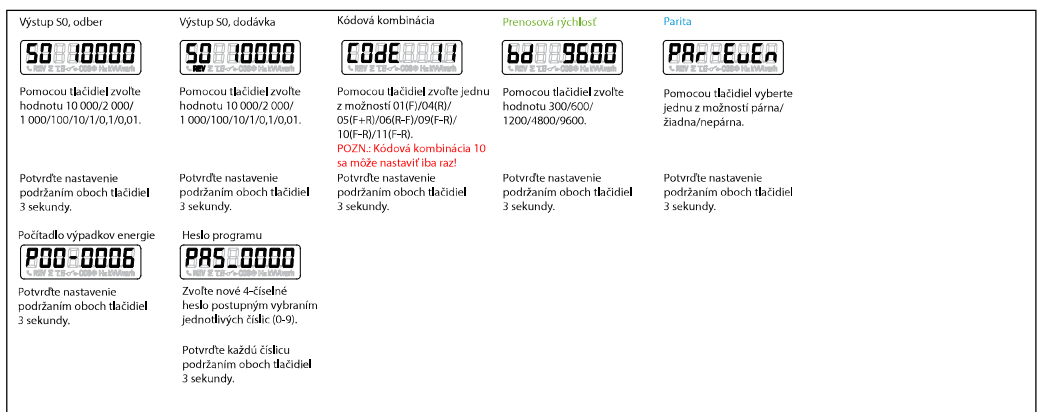 Výstup S0, odber
S0 10000
Pomocou tlačidiel zvoľte
hodnotu 10 000/2 000/
1 000/100/10/1/0,1/0,01.
Potvrďte nastavenie
podržaním oboch tlačidiel
3 sekundy.
Výstup S0, dodávka
S0 10000
REV
Pomocou tlačidiel zvoľte
hodnotu 10 000/2 000/
1 000/100/10/1/0,1/0,01.
Potvrďte nastavenie
podržaním oboch tlačidiel
3 sekundy.
Kódová kombinácia
C0dE 11
Pomocou tlačidiel zvoľte jednu
z možností 01(F)/04(R)/
05(F+R)/06(R-F)/09(F-R)/
10(F-R)/11(F-R).
POZN.: Kódová kombinácia 10
sa môže nastaviť iba raz!
Potvrďte nastavenie
podržaním oboch tlačidiel
3 sekundy.
Prenosová rýchlosť
bd 9600
Pomocou tlačidiel zvoľte
hodnotu 300/600/
1200/4800/9600.
Potvrďte nastavenie
podržaním oboch tlačidiel
3 sekundy.
Parita
PAr-EuEn
Pomocou tlačidiel vyberte
jednu z možností párna/
žiadna/nepárna.
Potvrďte nastavenie
podržaním oboch tlačidiel
3 sekundy.
Počítadlo výpadkov energie
P00-0006
Potvrďte nastavenie
podržaním oboch tlačidiel
3 sekundy.
Heslo programu
PAS_0000
Zvoľte nové 4-číselné
heslo postupným vybraním
jednotlivých číslic (0-9).
Potvrďte každú číslicu
podržaním oboch tlačidiel
3 sekundy.